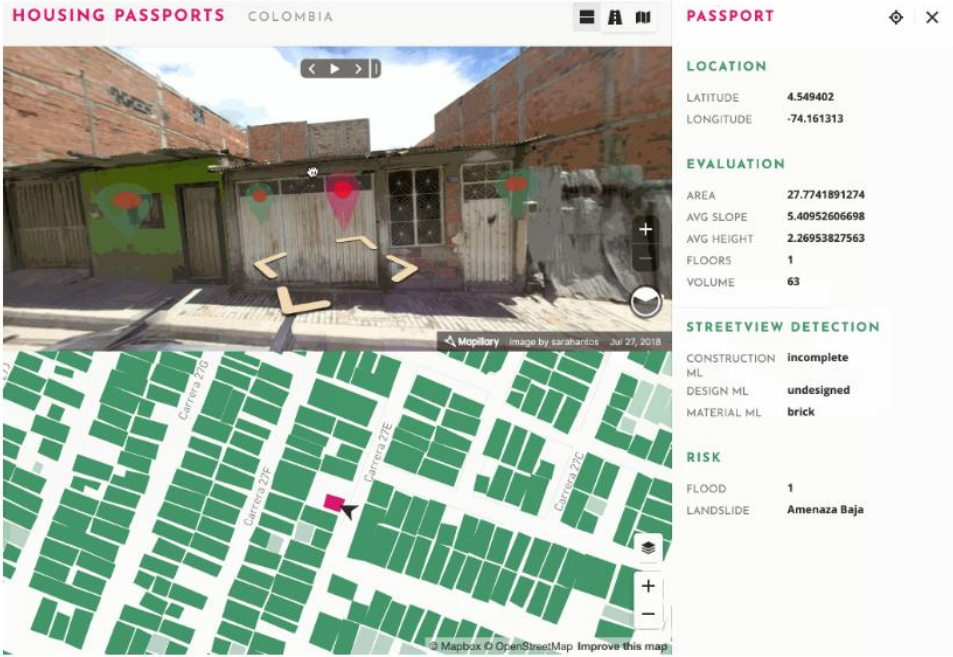 HOUSING PASSPORTS COLOMBIA
Mapillary image by sarahantos Jul 27, 2018
Carrera 27G
Carrera 27F
Carrera 27E
Carrera 27C
© Mapbox © OpenStreetMap Improve this map
PASSPORT
LOCATION
LATITUDE 4.549402
LONGITUDE -74.161313
EVALUATION
AREA 27.7741891274
AVG SLOPE 5.40952606698
AVG HEIGHT 2.26953827563
FLOORS 1
VOLUME 63
STREETVIEW DETECTION
CONSTRUCTION incomplete
ML
DESIGN ML undesigned
MATERIAL ML brick
RISK
FLOOD 1
LANDSLIDE Amenaza Baja